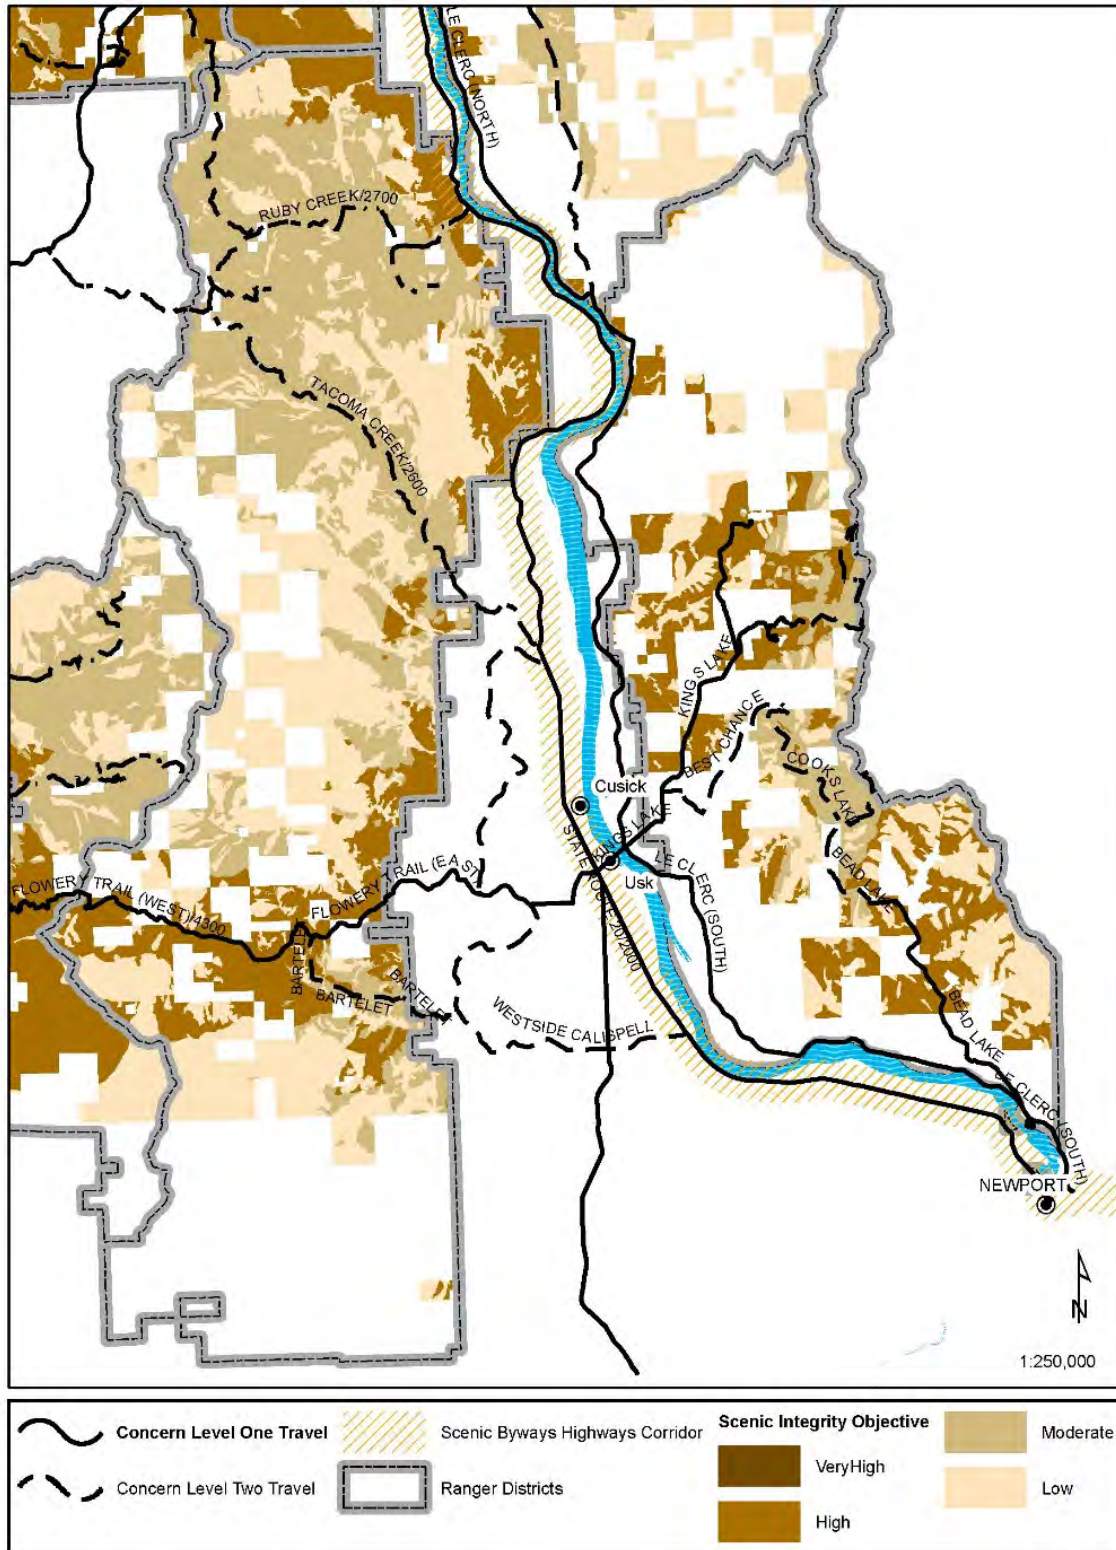 LE CLERC (NORTH)
RUBY CREEK/2700
TACOMA CREEK/2600
KINGS LAKE
BEST CHANCE
COOKS LAKE
Cusick
KINGS LAKE
STATE ROUTE 20/2000
Usk
LE CLERC (SOUTH)
BEAD LAKE
FLOWERY TRAIL (WEST)/4300
FLOWERY TRAIL (EAST)
BARTELET
BARTELET
BARTELET
WESTSIDE CALISPELL
BEAD LAKE
LE CLERC (SOUTH)
NEWPORT
N
1:250,000
Concern Level One Travel
Concern Level Two Travel
Scenic Byways Highways Corridor
Ranger Districts
Scenic Integrity Objective
VeryHigh
High
Moderate
Low